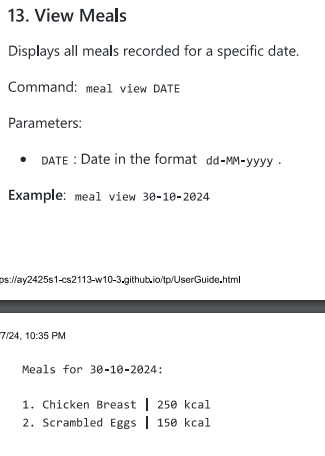 13. View Meals
Displays all meals recorded for a specific date.
Command: meal view DATE
Parameters:
• DATE : Date in the format dd-MM-yyyy .
Example: meal view 30-10-2024
ps://ay2425s1-cs2113-w10-3.github.io/tp/UserGuide.html
7/24, 10:35 PM
Meals for 30-10-2024:
1. Chicken Breast | 250 kcal
2. Scrambled Eggs | 150 kcal